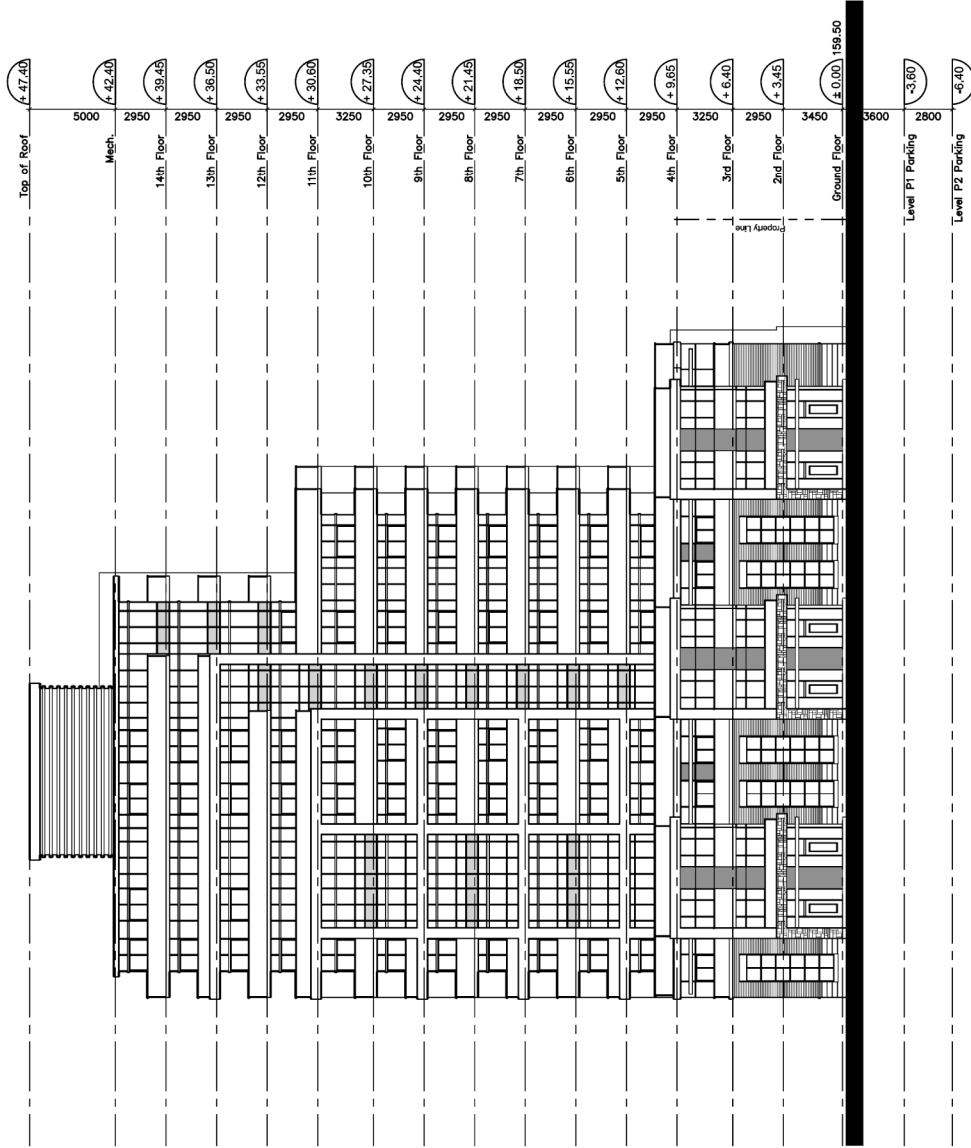 + 47.40
+ 42.40
+ 39.45
+ 36.50
+ 33.55
+ 30.60
+ 27.35
+ 24.40
+ 21.45
+ 18.50
+ 15.55
+ 12.60
+ 9.65
+ 6.40
+ 3.45
± 0.00 159.50
-3.60
-6.40
5000
2950
2950
2950
2950
3250
2950
2950
2950
2950
2950
2950
3250
2950
3450
3600
2800
Top of Roof
Mech.
14th Floor
13th Floor
12th Floor
11th Floor
10th Floor
9th Floor
8th Floor
7th Floor
6th Floor
5th Floor
4th Floor
3rd Floor
2nd Floor
Ground Floor
Level P1 Parking
Level P2 Parking
Property Line